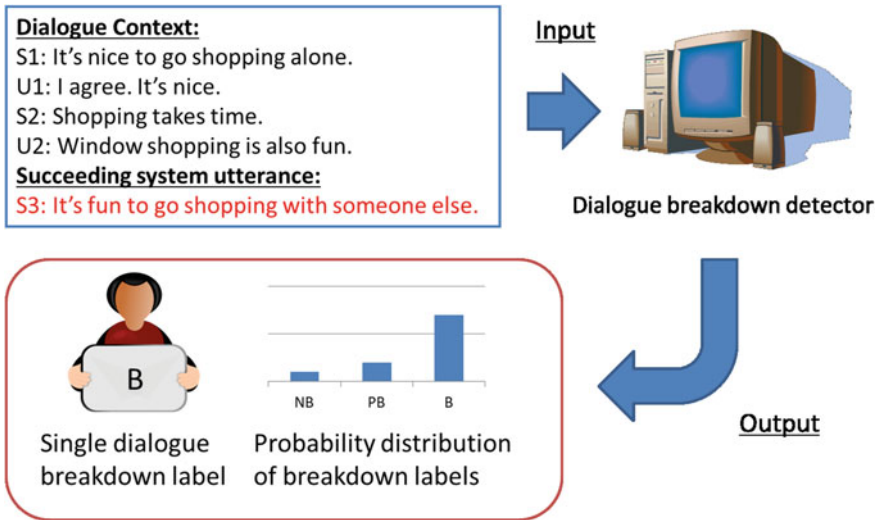 Dialogue Context:
S1: It's nice to go shopping alone.
U1: I agree. It's nice.
S2: Shopping takes time.
U2: Window shopping is also fun.
Succeeding system utterance:
S3: It's fun to go shopping with someone else.
Input
Dialogue breakdown detector
B
NB PB B
Single dialogue
breakdown label
Probability distribution
of breakdown labels
Output